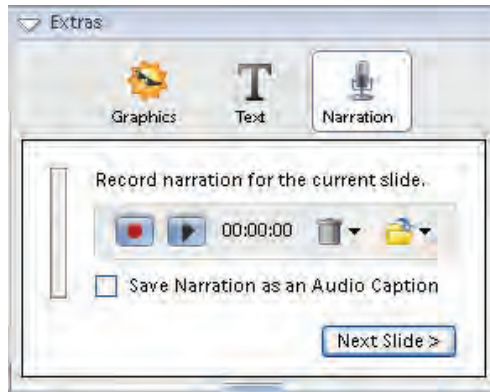 Extras
Graphics Text Narration
Record narration for the current slide.
00:00:00
Save Narration as an Audio Caption
Next Slide >